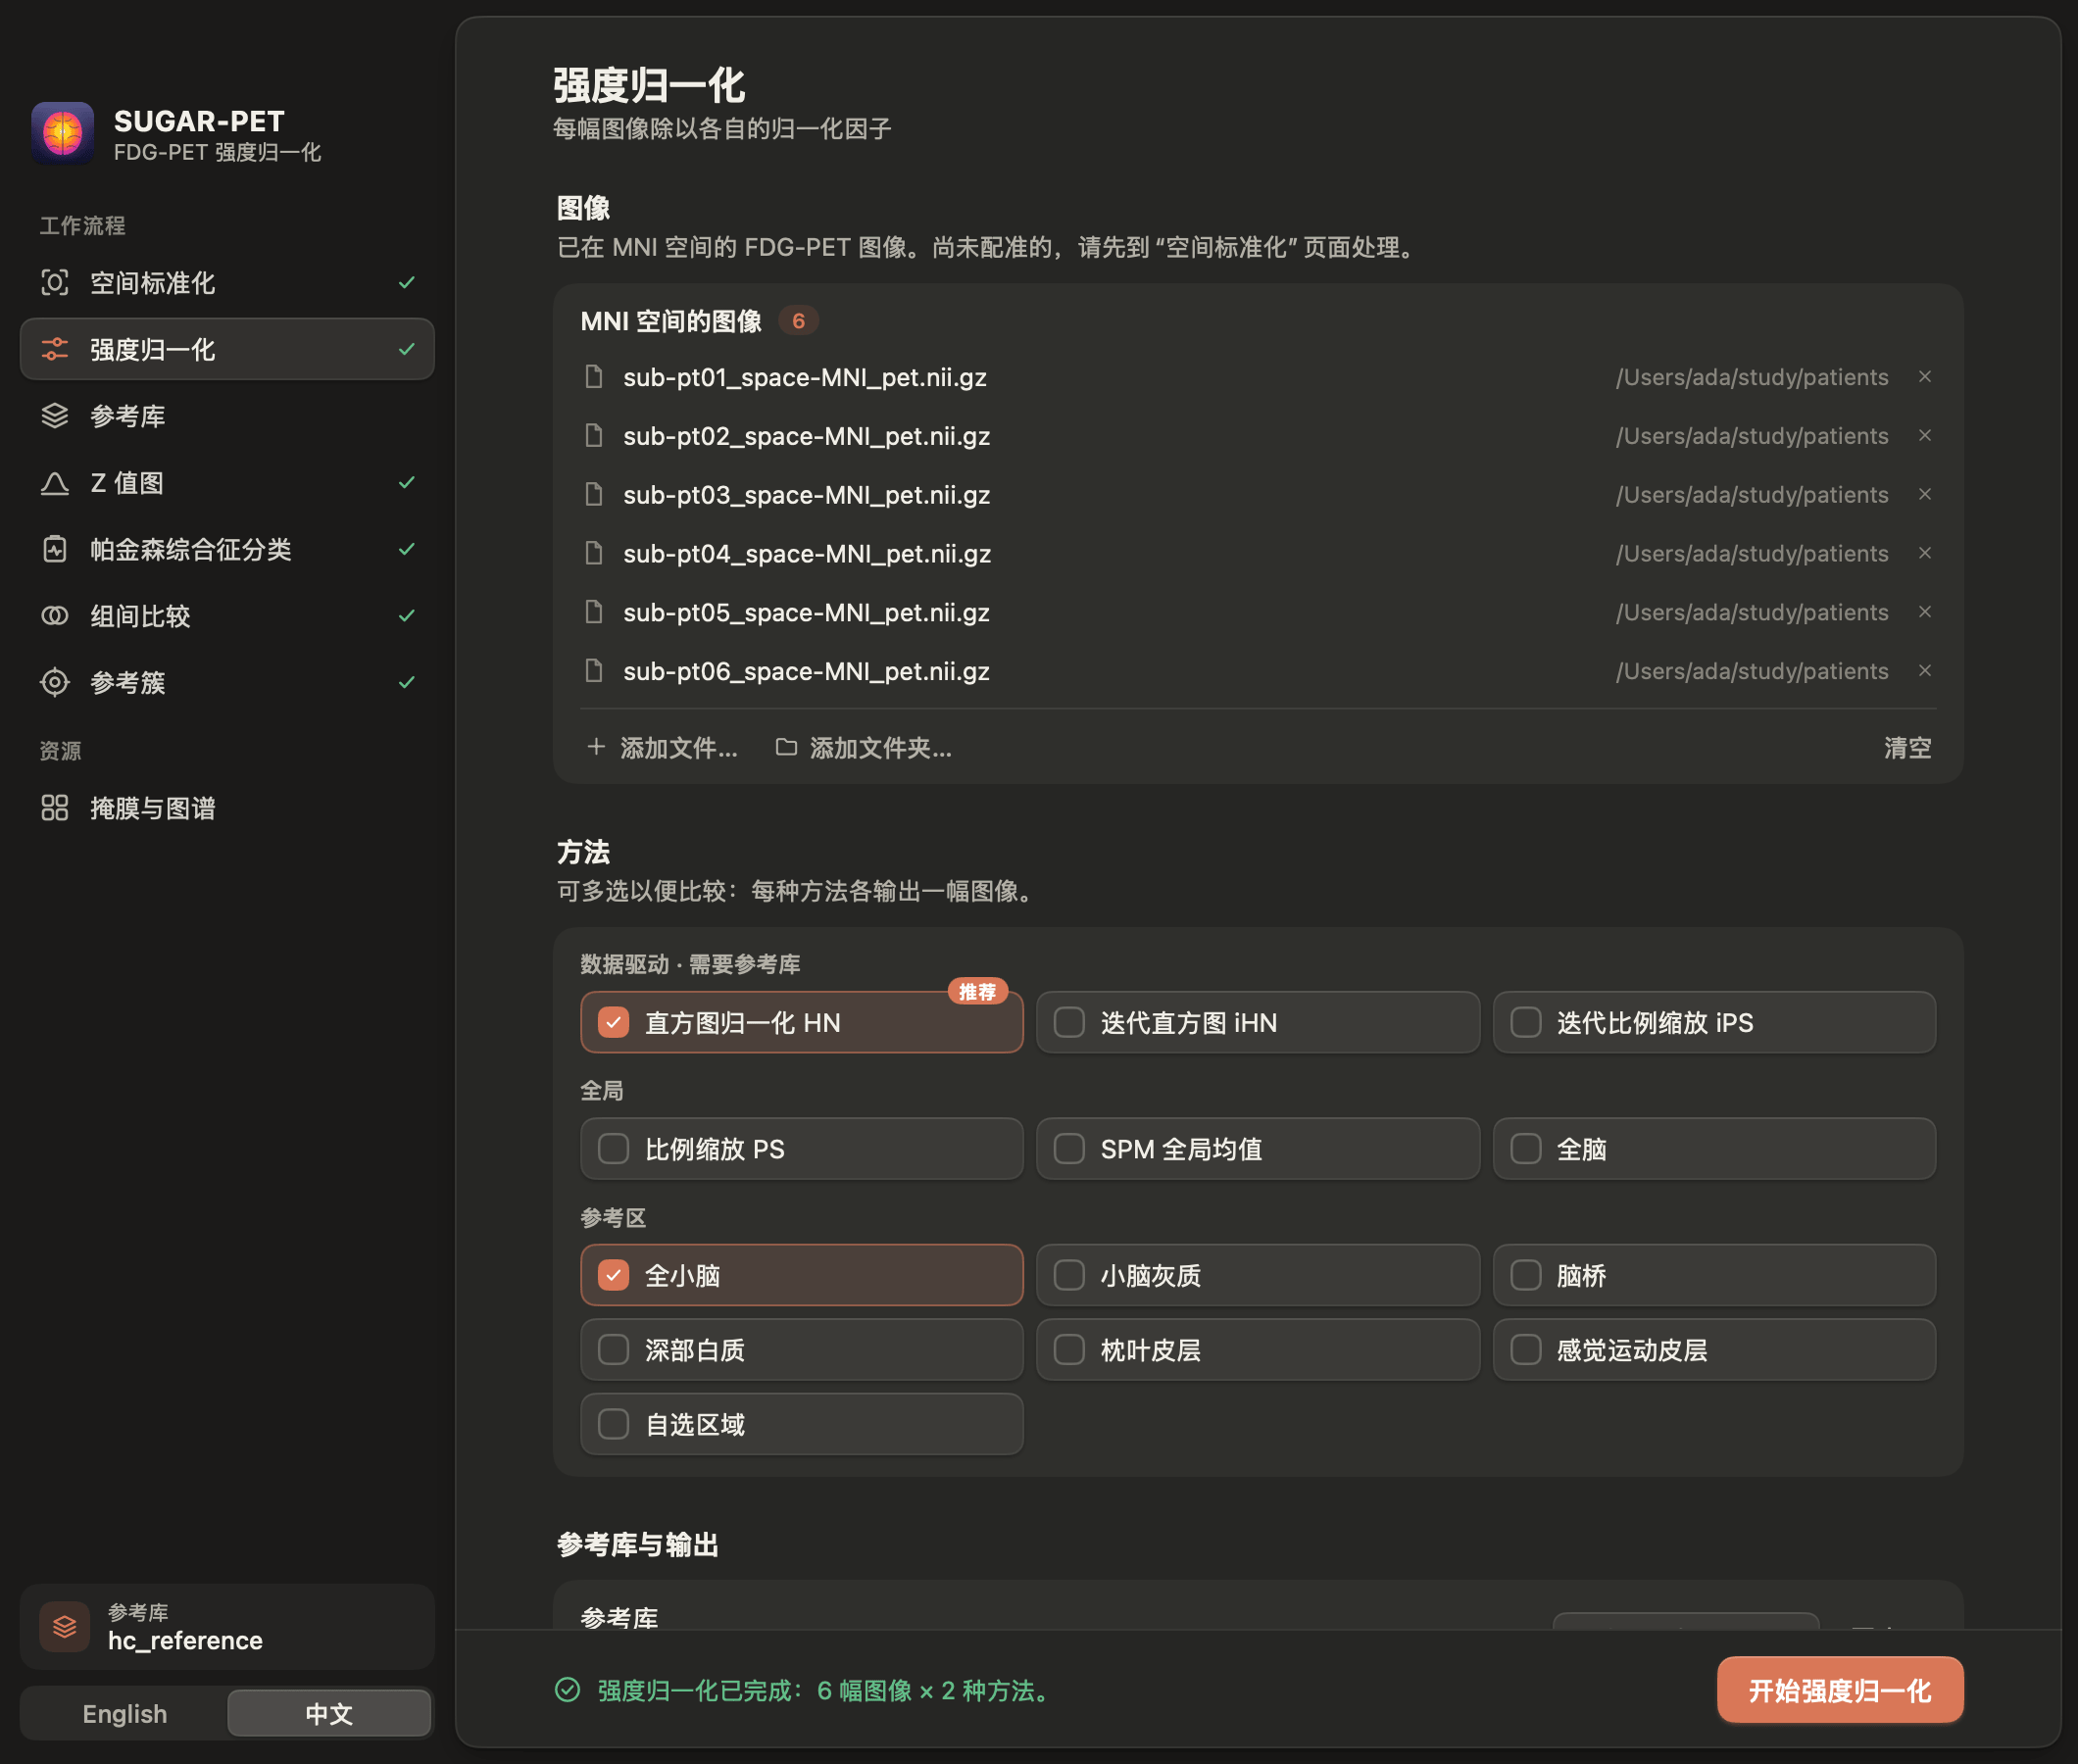 SUGAR-PET
FDG-PET 强度归一化
工作流程
空间标准化
强度归一化
参考库
Z 值图
帕金森综合征分类
组间比较
参考簇
资源
掩膜与图谱
参考库
hc_reference
English
中文
强度归一化
每幅图像除以各自的归一化因子
图像
已在 MNI 空间的 FDG-PET 图像。尚未配准的，请先到 “空间标准化” 页面处理。
MNI 空间的图像 6
sub-pt01_space-MNI_pet.nii.gz /Users/ada/study/patients
sub-pt02_space-MNI_pet.nii.gz /Users/ada/study/patients
sub-pt03_space-MNI_pet.nii.gz /Users/ada/study/patients
sub-pt04_space-MNI_pet.nii.gz /Users/ada/study/patients
sub-pt05_space-MNI_pet.nii.gz /Users/ada/study/patients
sub-pt06_space-MNI_pet.nii.gz /Users/ada/study/patients
添加文件... 添加文件夹... 清空
方法
可多选以便比较：每种方法各输出一幅图像。
数据驱动 · 需要参考库
推荐
直方图归一化 HN 迭代直方图 iHN 迭代比例缩放 iPS
全局
比例缩放 PS SPM 全局均值 全脑
参考区
全小脑 小脑灰质 脑桥
深部白质 枕叶皮层 感觉运动皮层
自选区域
参考库与输出
参考库
强度归一化已完成：6 幅图像 × 2 种方法。
开始强度归一化